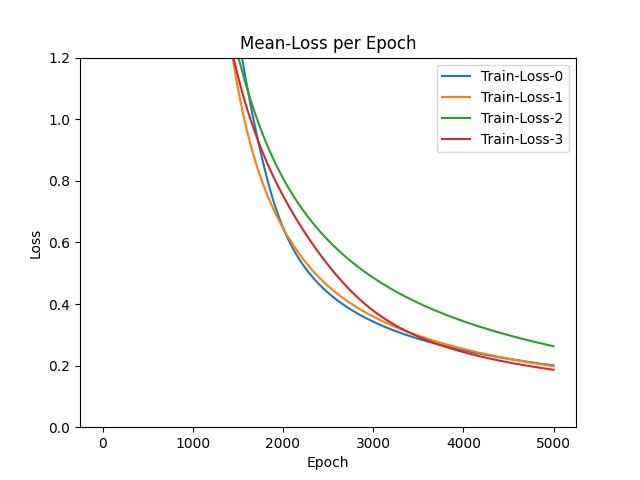 Mean-Loss per Epoch
1.2
1.0
0.8
0.6
0.4
0.2
0.0
Loss
Train-Loss-0
Train-Loss-1
Train-Loss-2
Train-Loss-3
0 1000 2000 3000 4000 5000
Epoch